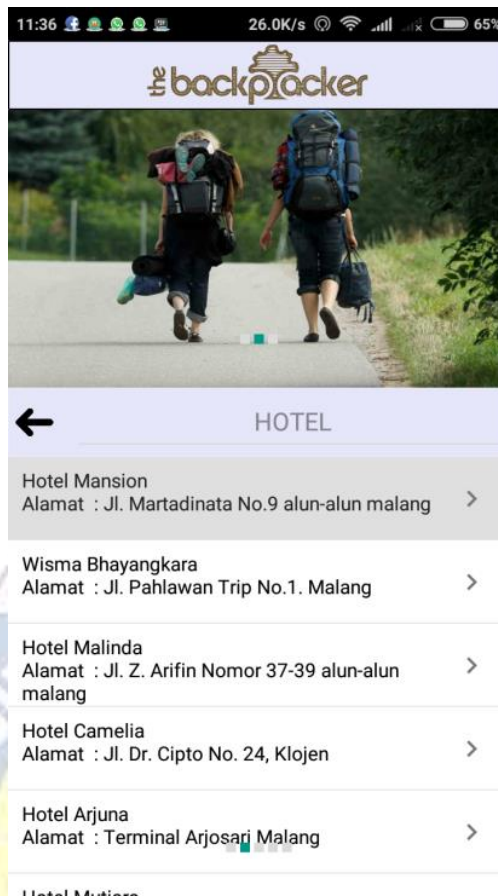 11:36 26.0K/s 65%
the backpacker
HOTEL
Hotel Mansion
Alamat : Jl. Martadinata No.9 alun-alun malang
Wisma Bhayangkara
Alamat : Jl. Pahlawan Trip No.1. Malang
Hotel Malinda
Alamat : Jl. Z. Arifin Nomor 37-39 alun-alun
malang
Hotel Camelia
Alamat : Jl. Dr. Cipto No. 24, Klojen
Hotel Arjuna
Alamat : Terminal Arjosari Malang
Hotel Mutiara